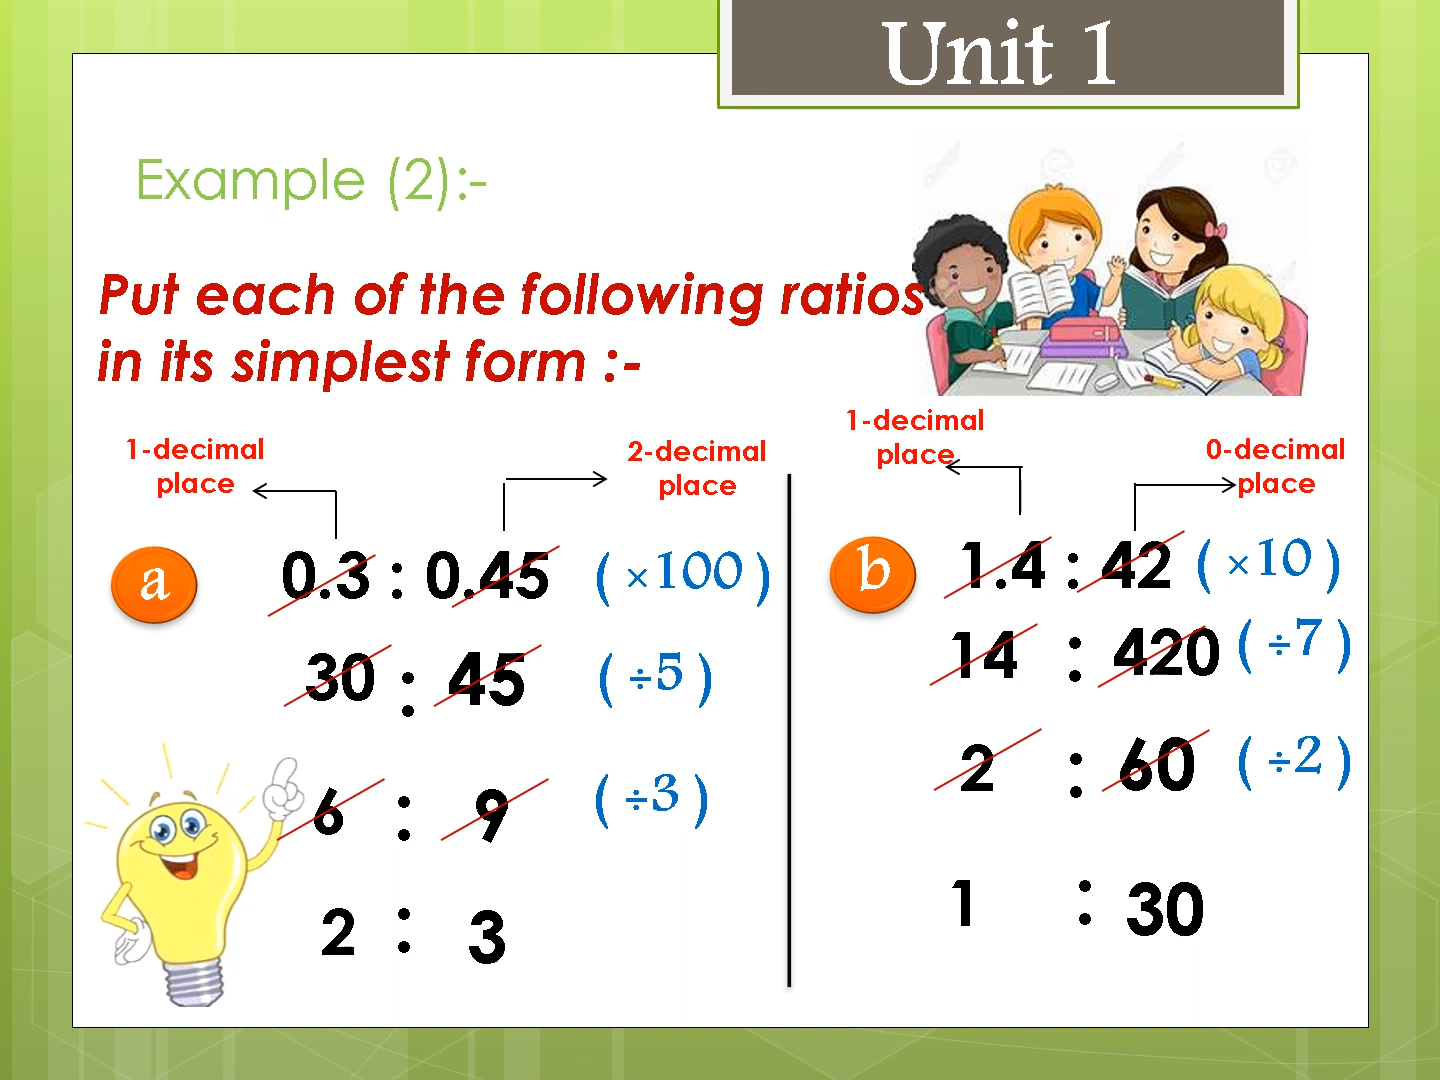 Unit 1
Example (2):-
Put each of the following ratios
in its simplest form :-
1-decimal
place
2-decimal
place
a
0.3 : 0.45 ( ×100 )
30 : 45 ( ÷5 )
6 : 9 ( ÷3 )
2 : 3
1-decimal
place
0-decimal
place
b
1.4 : 42 ( ×10 )
14 : 420 ( ÷7 )
2 : 60 ( ÷2 )
1 : 30